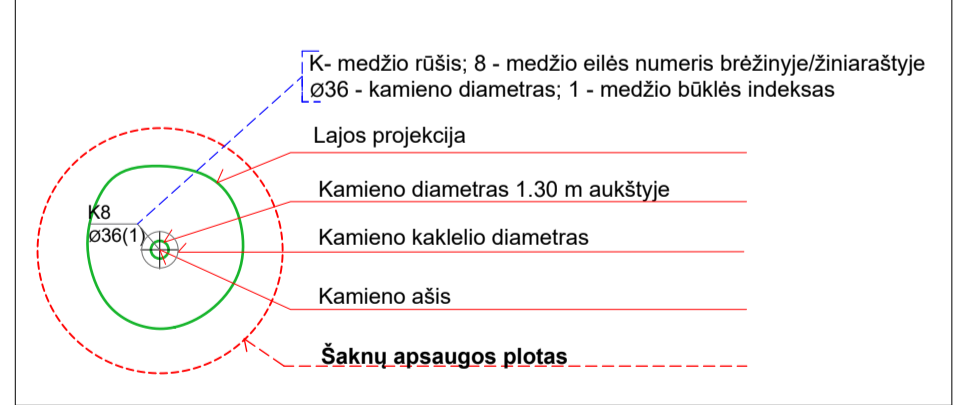 K- medžio rūšis; 8 - medžio eilės numeris brėžinyje/žiniaraštyje
Ø36 - kamieno diametras; 1 - medžio būklės indeksas
Lajos projekcija
Kamieno diametras 1.30 m aukštyje
K8
Ø36(1)
Kamieno kaklelio diametras
Kamieno ašis
Šaknų apsaugos plotas